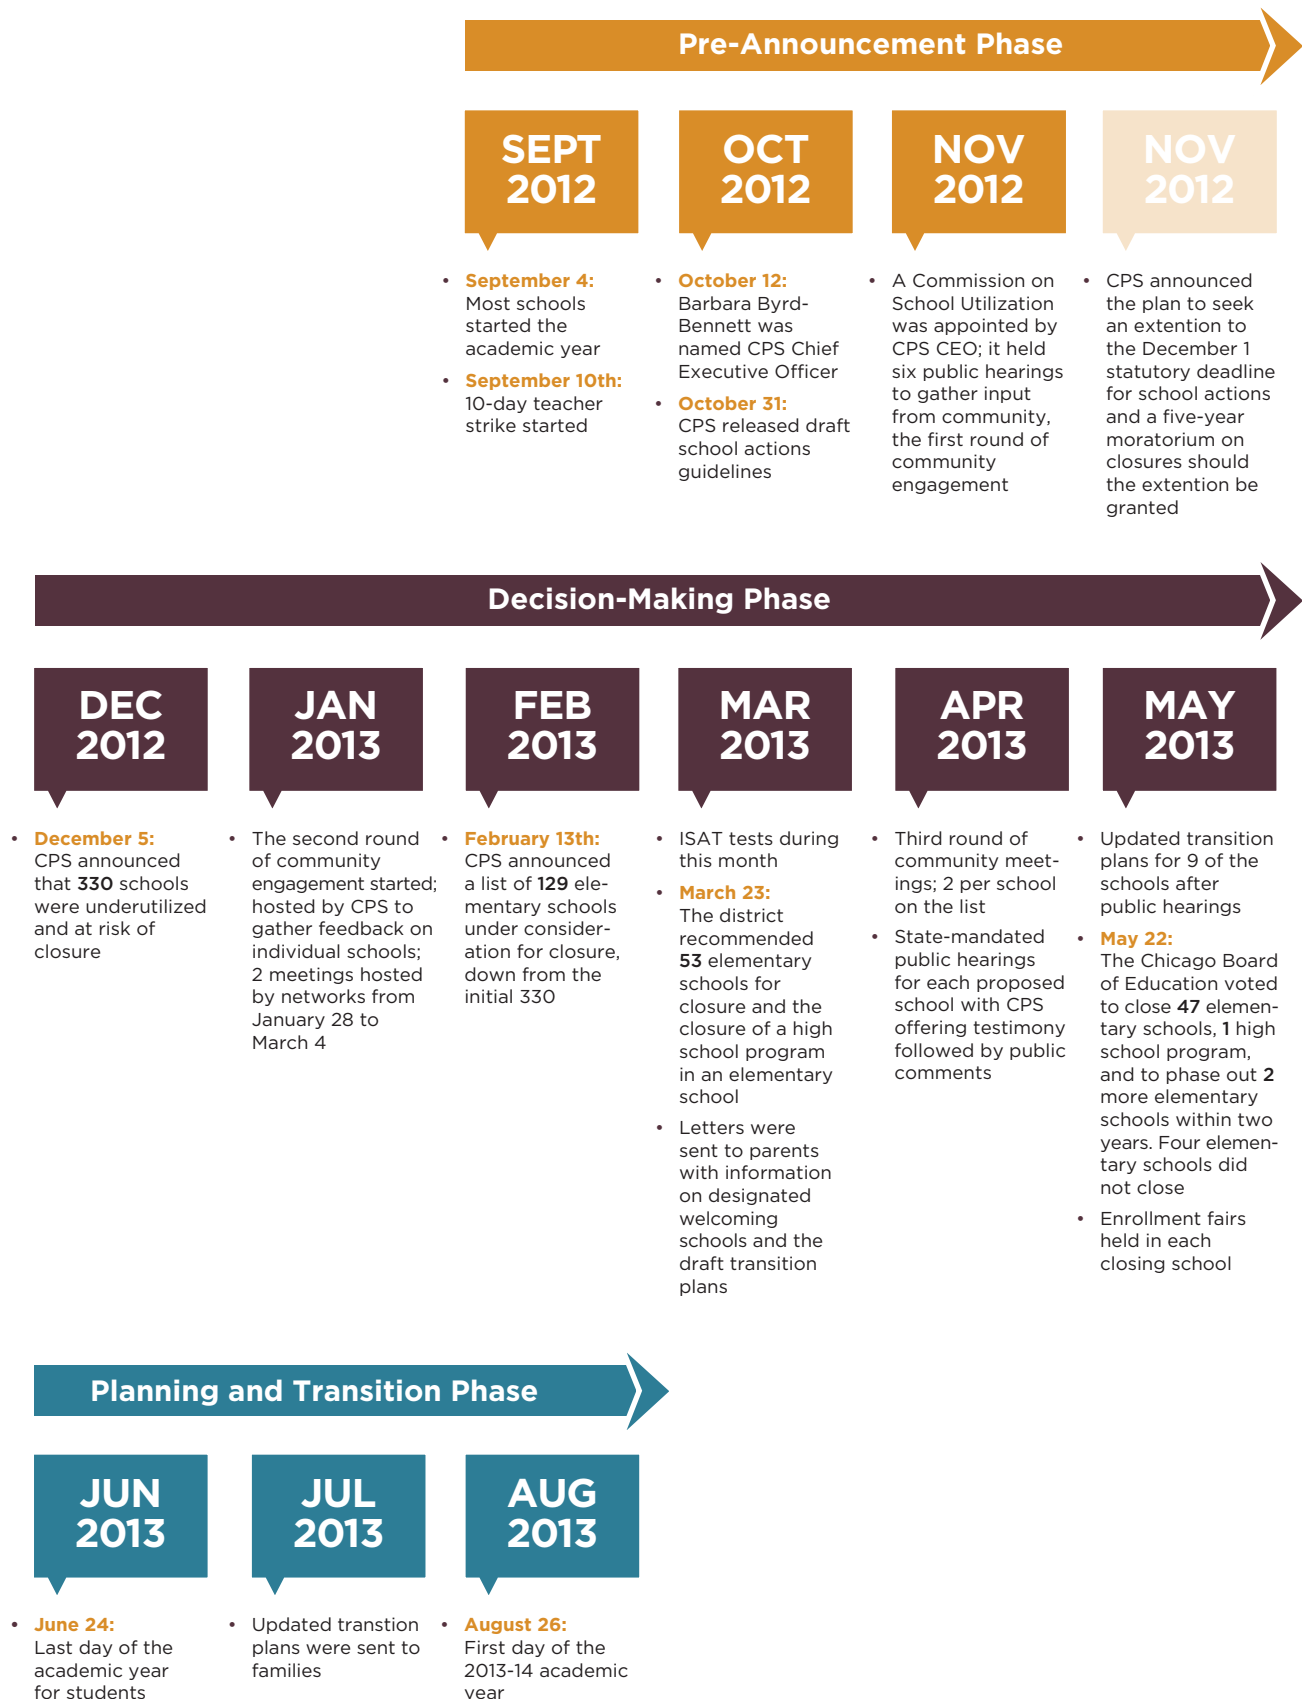 Pre-Announcement Phase
SEPT
2012
• September 4:
Most schools
started the
academic year
• September 10th:
10-day teacher
strike started
OCT
2012
• October 12:
Barbara Byrd-
Bennett was
named CPS Chief
Executive Officer
• October 31:
CPS released draft
school actions
guidelines
NOV
2012
• A Commission on
School Utilization
was appointed by
CPS CEO; it held
six public hearings
to gather input
from community,
the first round of
community
engagement
NOV
2012
• CPS announced
the plan to seek
an extention to
the December 1
statutory deadline
for school actions
and a five-year
moratorium on
closures should
the extention be
granted
Decision-Making Phase
DEC
2012
• December 5:
CPS announced
that 330 schools
were underutilized
and at risk of
closure
JAN
2013
• The second round
of community
engagement started;
hosted by CPS to
gather feedback on
individual schools;
2 meetings hosted
by networks from
January 28 to
March 4
FEB
2013
• February 13th:
CPS announced
a list of 129 ele-
mentary schools
under consider-
ation for closure,
down from the
initial 330
MAR
2013
• ISAT tests during
this month
• March 23:
The district
recommended
53 elementary
schools for
closure and the
closure of a high
school program
in an elementary
school
• Letters were
sent to parents
with information
on designated
welcoming
schools and the
draft transition
plans
APR
2013
• Third round of
community meet-
ings; 2 per school
on the list
• State-mandated
public hearings
for each proposed
school with CPS
offering testimony
followed by public
comments
MAY
2013
• Updated transition
plans for 9 of the
schools after
public hearings
• May 22:
The Chicago Board
of Education voted
to close 47 elemen-
tary schools, 1 high
school program,
and to phase out 2
more elementary
schools within two
years. Four elemen-
tary schools did
not close
• Enrollment fairs
held in each
closing school
Planning and Transition Phase
JUN
2013
• June 24:
Last day of the
academic year
for students
JUL
2013
• Updated transtion
plans were sent to
families
AUG
2013
• August 26:
First day of the
2013-14 academic
year